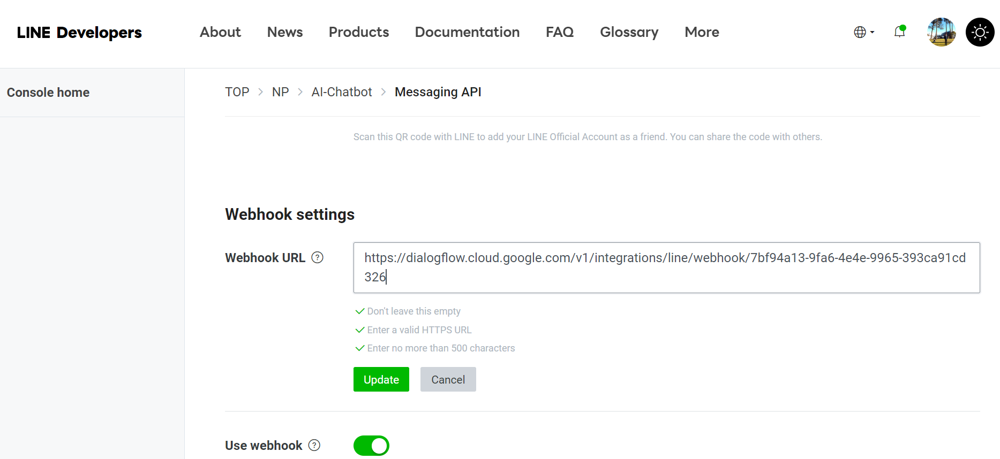 LINE Developers About News Products Documentation FAQ Glossary More
Console home
TOP > NP > AI-Chatbot > Messaging API
Scan this QR code with LINE to add your LINE Official Account as a friend. You can share the code with others.
Webhook settings
Webhook URL ? https://dialogflow.cloud.google.com/v1/integrations/line/webhook/7bf94a13-9fa6-4e4e-9965-393ca91cd
326
Don't leave this empty
Enter a valid HTTPS URL
Enter no more than 500 characters
Update Cancel
Use webhook ?